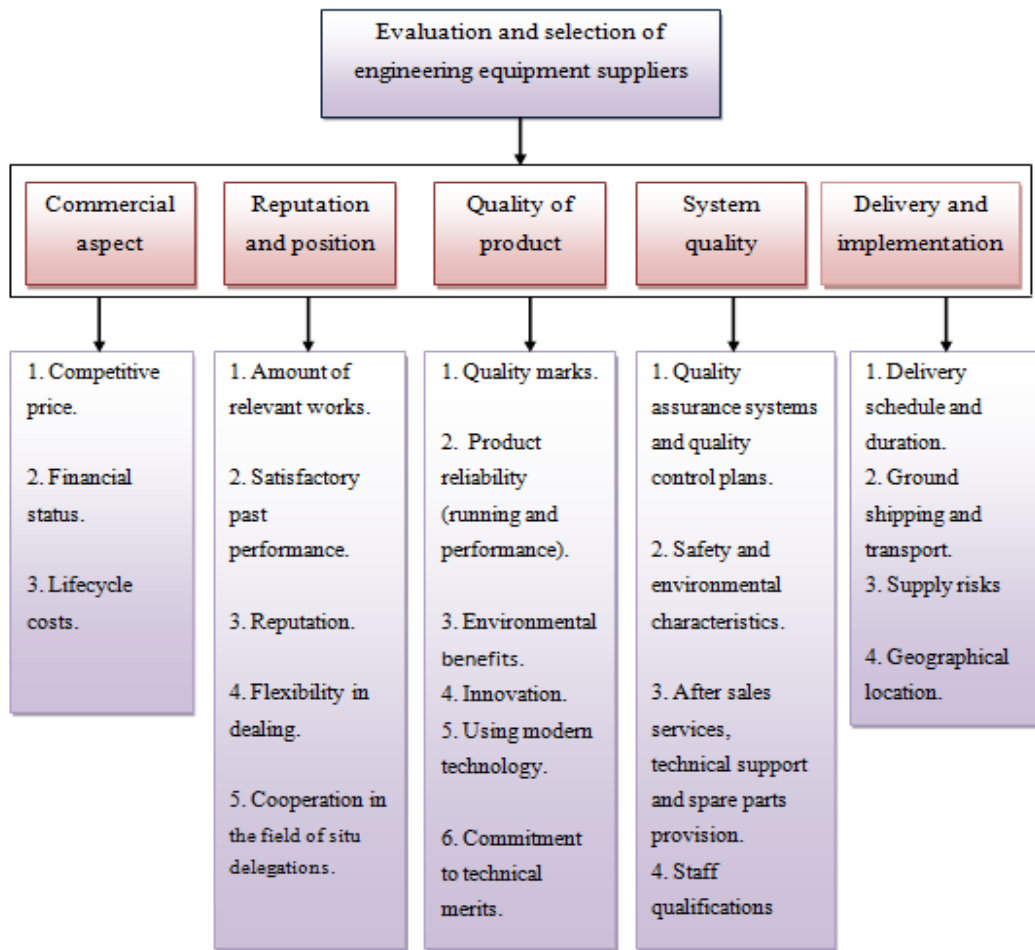 Evaluation and selection of
engineering equipment suppliers
Commercial
aspect
Reputation
and position
Quality of
product
System
quality
Delivery and
implementation
1. Competitive
price.
2. Financial
status.
3. Lifecycle
costs.
1. Amount of
relevant works.
2. Satisfactory
past
performance.
3. Reputation.
4. Flexibility in
dealing.
5. Cooperation in
the field of situ
delegations.
1. Quality marks.
2. Product
reliability
(running and
performance).
3. Environmental
benefits.
4. Innovation.
5. Using modern
technology.
6. Commitment
to technical
merits.
1. Quality
assurance systems
and quality
control plans.
2. Safety and
environmental
characteristics.
3. After sales
services,
technical support
and spare parts
provision.
4. Staff
qualifications
1. Delivery
schedule and
duration.
2. Ground
shipping and
transport.
3. Supply risks
4. Geographical
location.